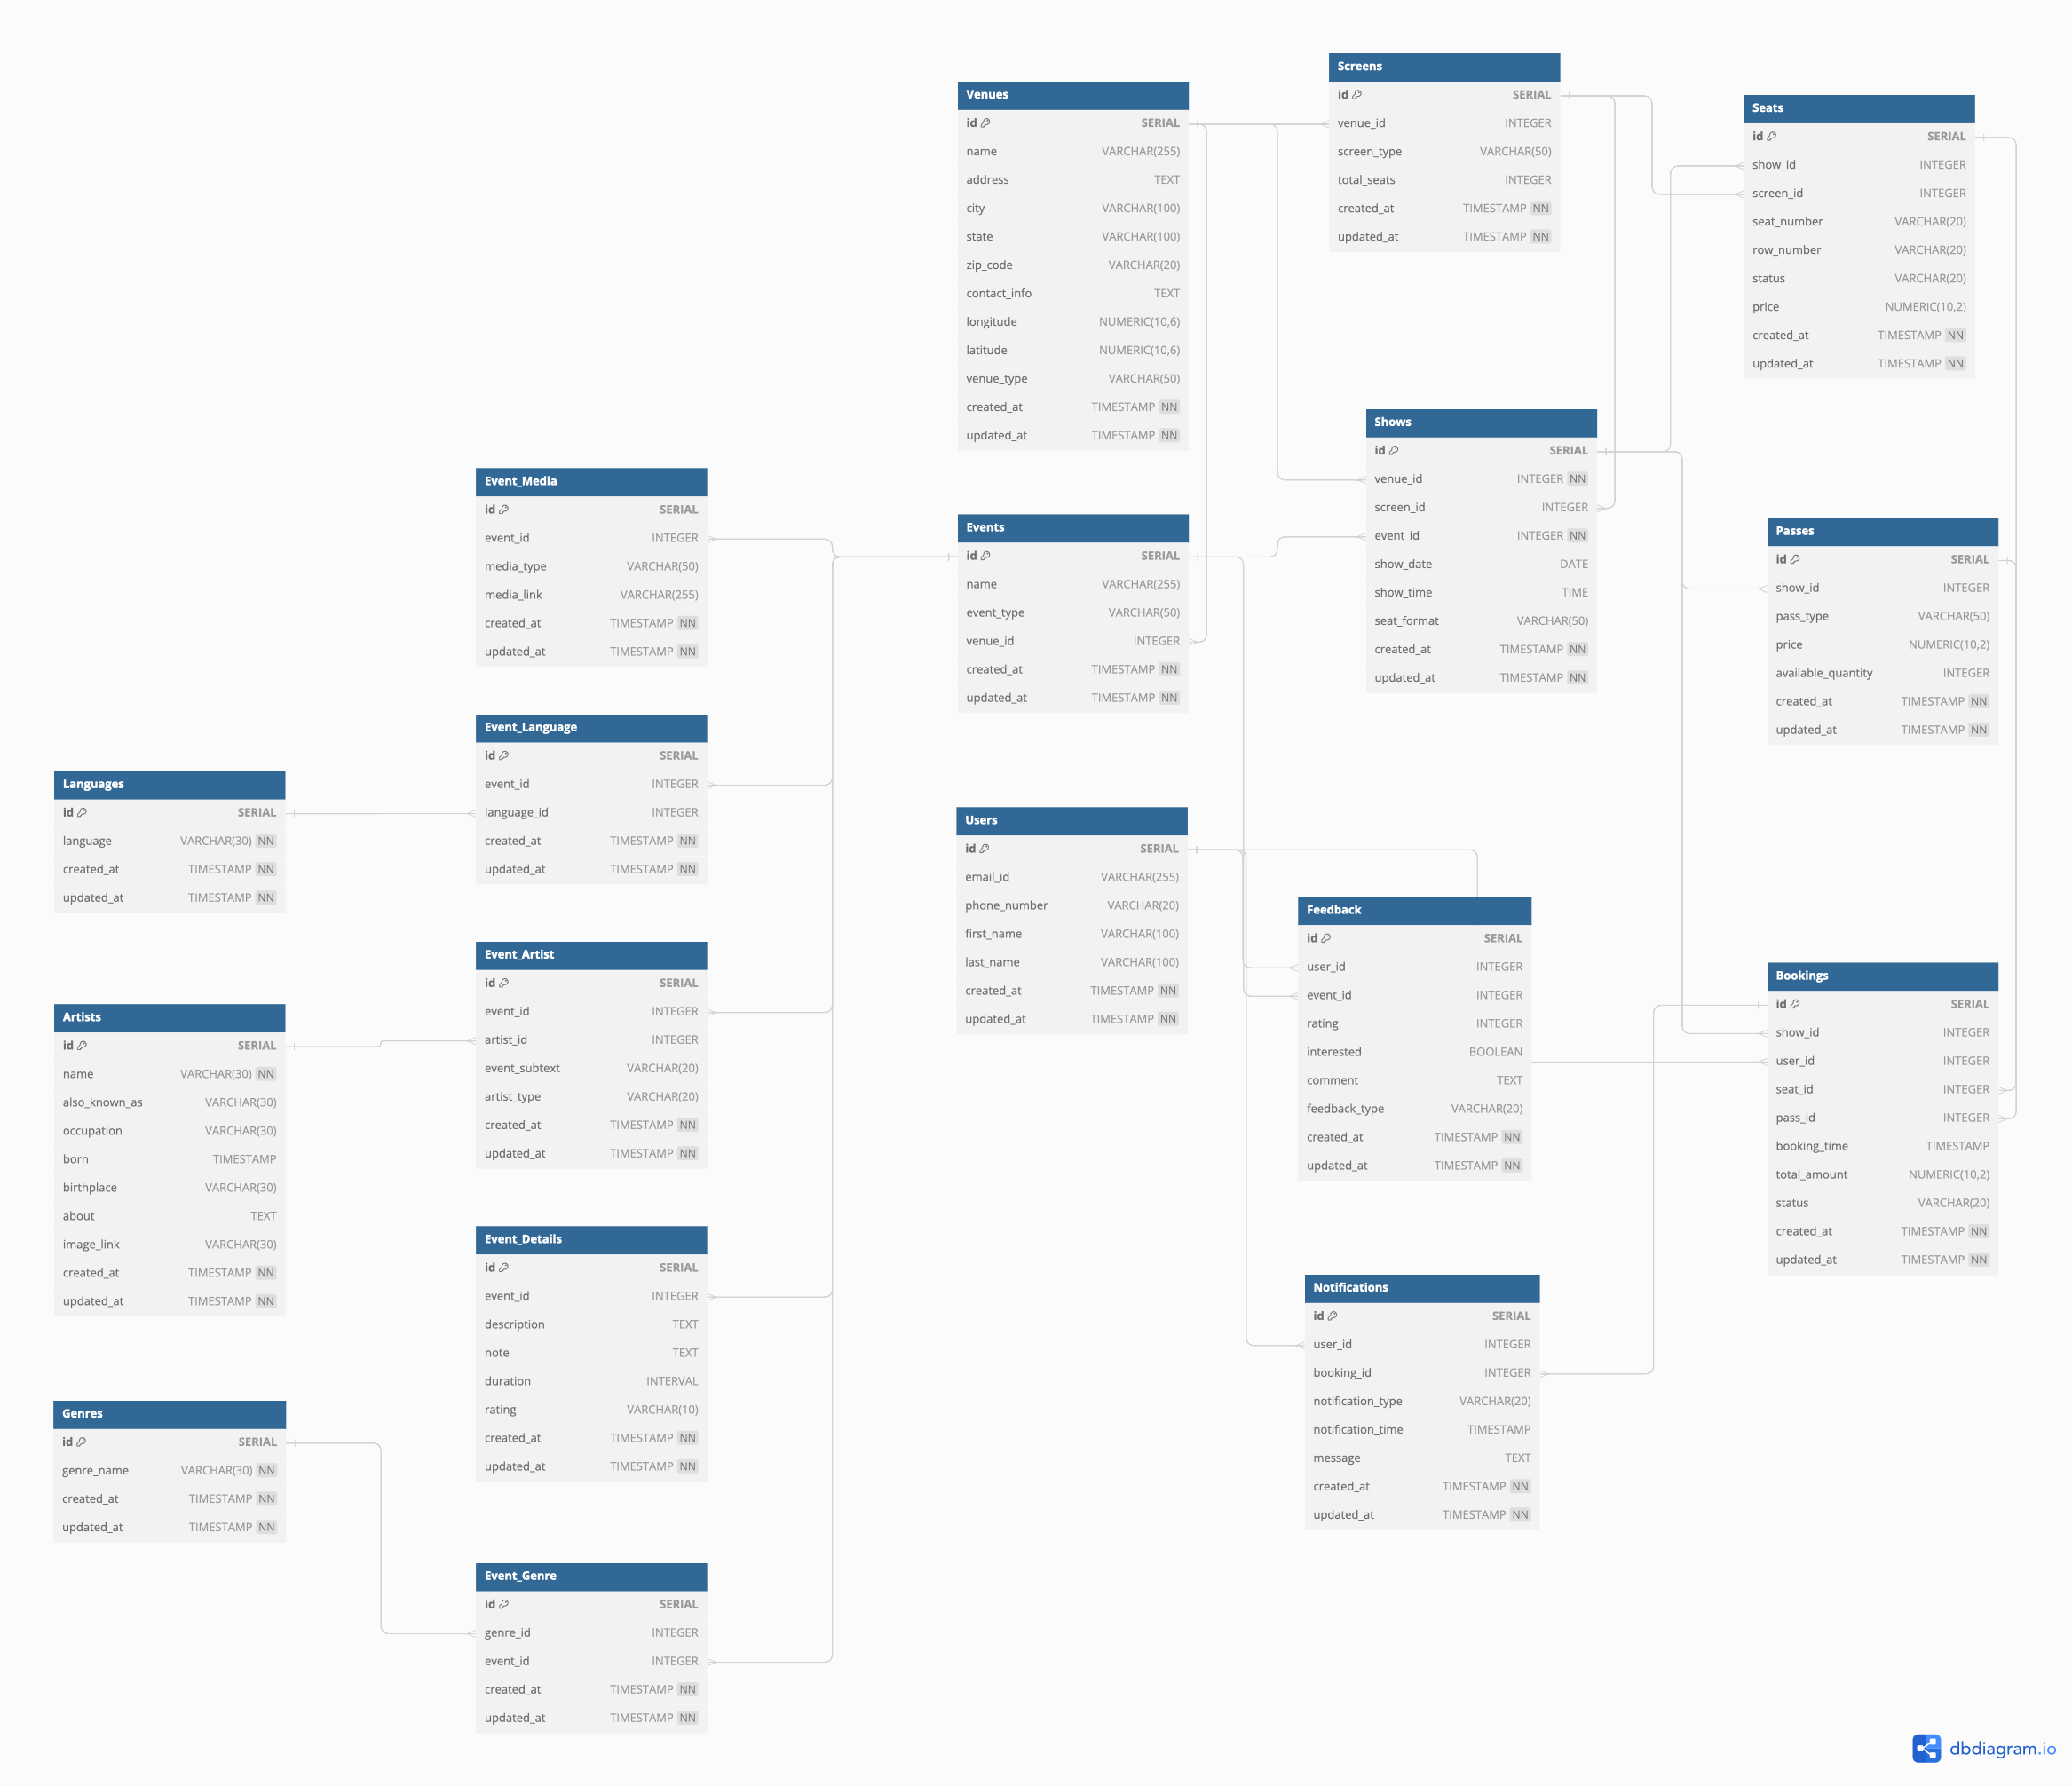 Screens
id SERIAL
venue_id INTEGER
screen_type VARCHAR(50)
total_seats INTEGER
created_at TIMESTAMP NN
updated_at TIMESTAMP NN
Venues
id SERIAL
name VARCHAR(255)
address TEXT
city VARCHAR(100)
state VARCHAR(100)
zip_code VARCHAR(20)
contact_info TEXT
longitude NUMERIC(10,6)
latitude NUMERIC(10,6)
venue_type VARCHAR(50)
created_at TIMESTAMP NN
updated_at TIMESTAMP NN
Seats
id SERIAL
show_id INTEGER
screen_id INTEGER
seat_number VARCHAR(20)
row_number VARCHAR(20)
status VARCHAR(20)
price NUMERIC(10,2)
created_at TIMESTAMP NN
updated_at TIMESTAMP NN
Shows
id SERIAL
venue_id INTEGER NN
screen_id INTEGER
event_id INTEGER NN
show_date DATE
show_time TIME
seat_format VARCHAR(50)
created_at TIMESTAMP NN
updated_at TIMESTAMP NN
Event_Media
id SERIAL
event_id INTEGER
media_type VARCHAR(50)
media_link VARCHAR(255)
created_at TIMESTAMP NN
updated_at TIMESTAMP NN
Events
id SERIAL
name VARCHAR(255)
event_type VARCHAR(50)
venue_id INTEGER
created_at TIMESTAMP NN
updated_at TIMESTAMP NN
Passes
id SERIAL
show_id INTEGER
pass_type VARCHAR(50)
price NUMERIC(10,2)
available_quantity INTEGER
created_at TIMESTAMP NN
updated_at TIMESTAMP NN
Event_Language
id SERIAL
event_id INTEGER
language_id INTEGER
created_at TIMESTAMP NN
updated_at TIMESTAMP NN
Languages
id SERIAL
language VARCHAR(30) NN
created_at TIMESTAMP NN
updated_at TIMESTAMP NN
Users
id SERIAL
email_id VARCHAR(255)
phone_number VARCHAR(20)
first_name VARCHAR(100)
last_name VARCHAR(100)
created_at TIMESTAMP NN
updated_at TIMESTAMP NN
Feedback
id SERIAL
user_id INTEGER
event_id INTEGER
rating INTEGER
interested BOOLEAN
comment TEXT
feedback_type VARCHAR(20)
created_at TIMESTAMP NN
updated_at TIMESTAMP NN
Event_Artist
id SERIAL
event_id INTEGER
artist_id INTEGER
event_subtext VARCHAR(20)
artist_type VARCHAR(20)
created_at TIMESTAMP NN
updated_at TIMESTAMP NN
Bookings
id SERIAL
show_id INTEGER
user_id INTEGER
seat_id INTEGER
pass_id INTEGER
booking_time TIMESTAMP
total_amount NUMERIC(10,2)
status VARCHAR(20)
created_at TIMESTAMP NN
updated_at TIMESTAMP NN
Artists
id SERIAL
name VARCHAR(30) NN
also_known_as VARCHAR(30)
occupation VARCHAR(30)
born TIMESTAMP
birthplace VARCHAR(30)
about TEXT
image_link VARCHAR(30)
created_at TIMESTAMP NN
updated_at TIMESTAMP NN
Event_Details
id SERIAL
event_id INTEGER
description TEXT
note TEXT
duration INTERVAL
rating VARCHAR(10)
created_at TIMESTAMP NN
updated_at TIMESTAMP NN
Notifications
id SERIAL
user_id INTEGER
booking_id INTEGER
notification_type VARCHAR(20)
notification_time TIMESTAMP
message TEXT
created_at TIMESTAMP NN
updated_at TIMESTAMP NN
Genres
id SERIAL
genre_name VARCHAR(30) NN
created_at TIMESTAMP NN
updated_at TIMESTAMP NN
Event_Genre
id SERIAL
genre_id INTEGER
event_id INTEGER
created_at TIMESTAMP NN
updated_at TIMESTAMP NN
dbdiagram.io